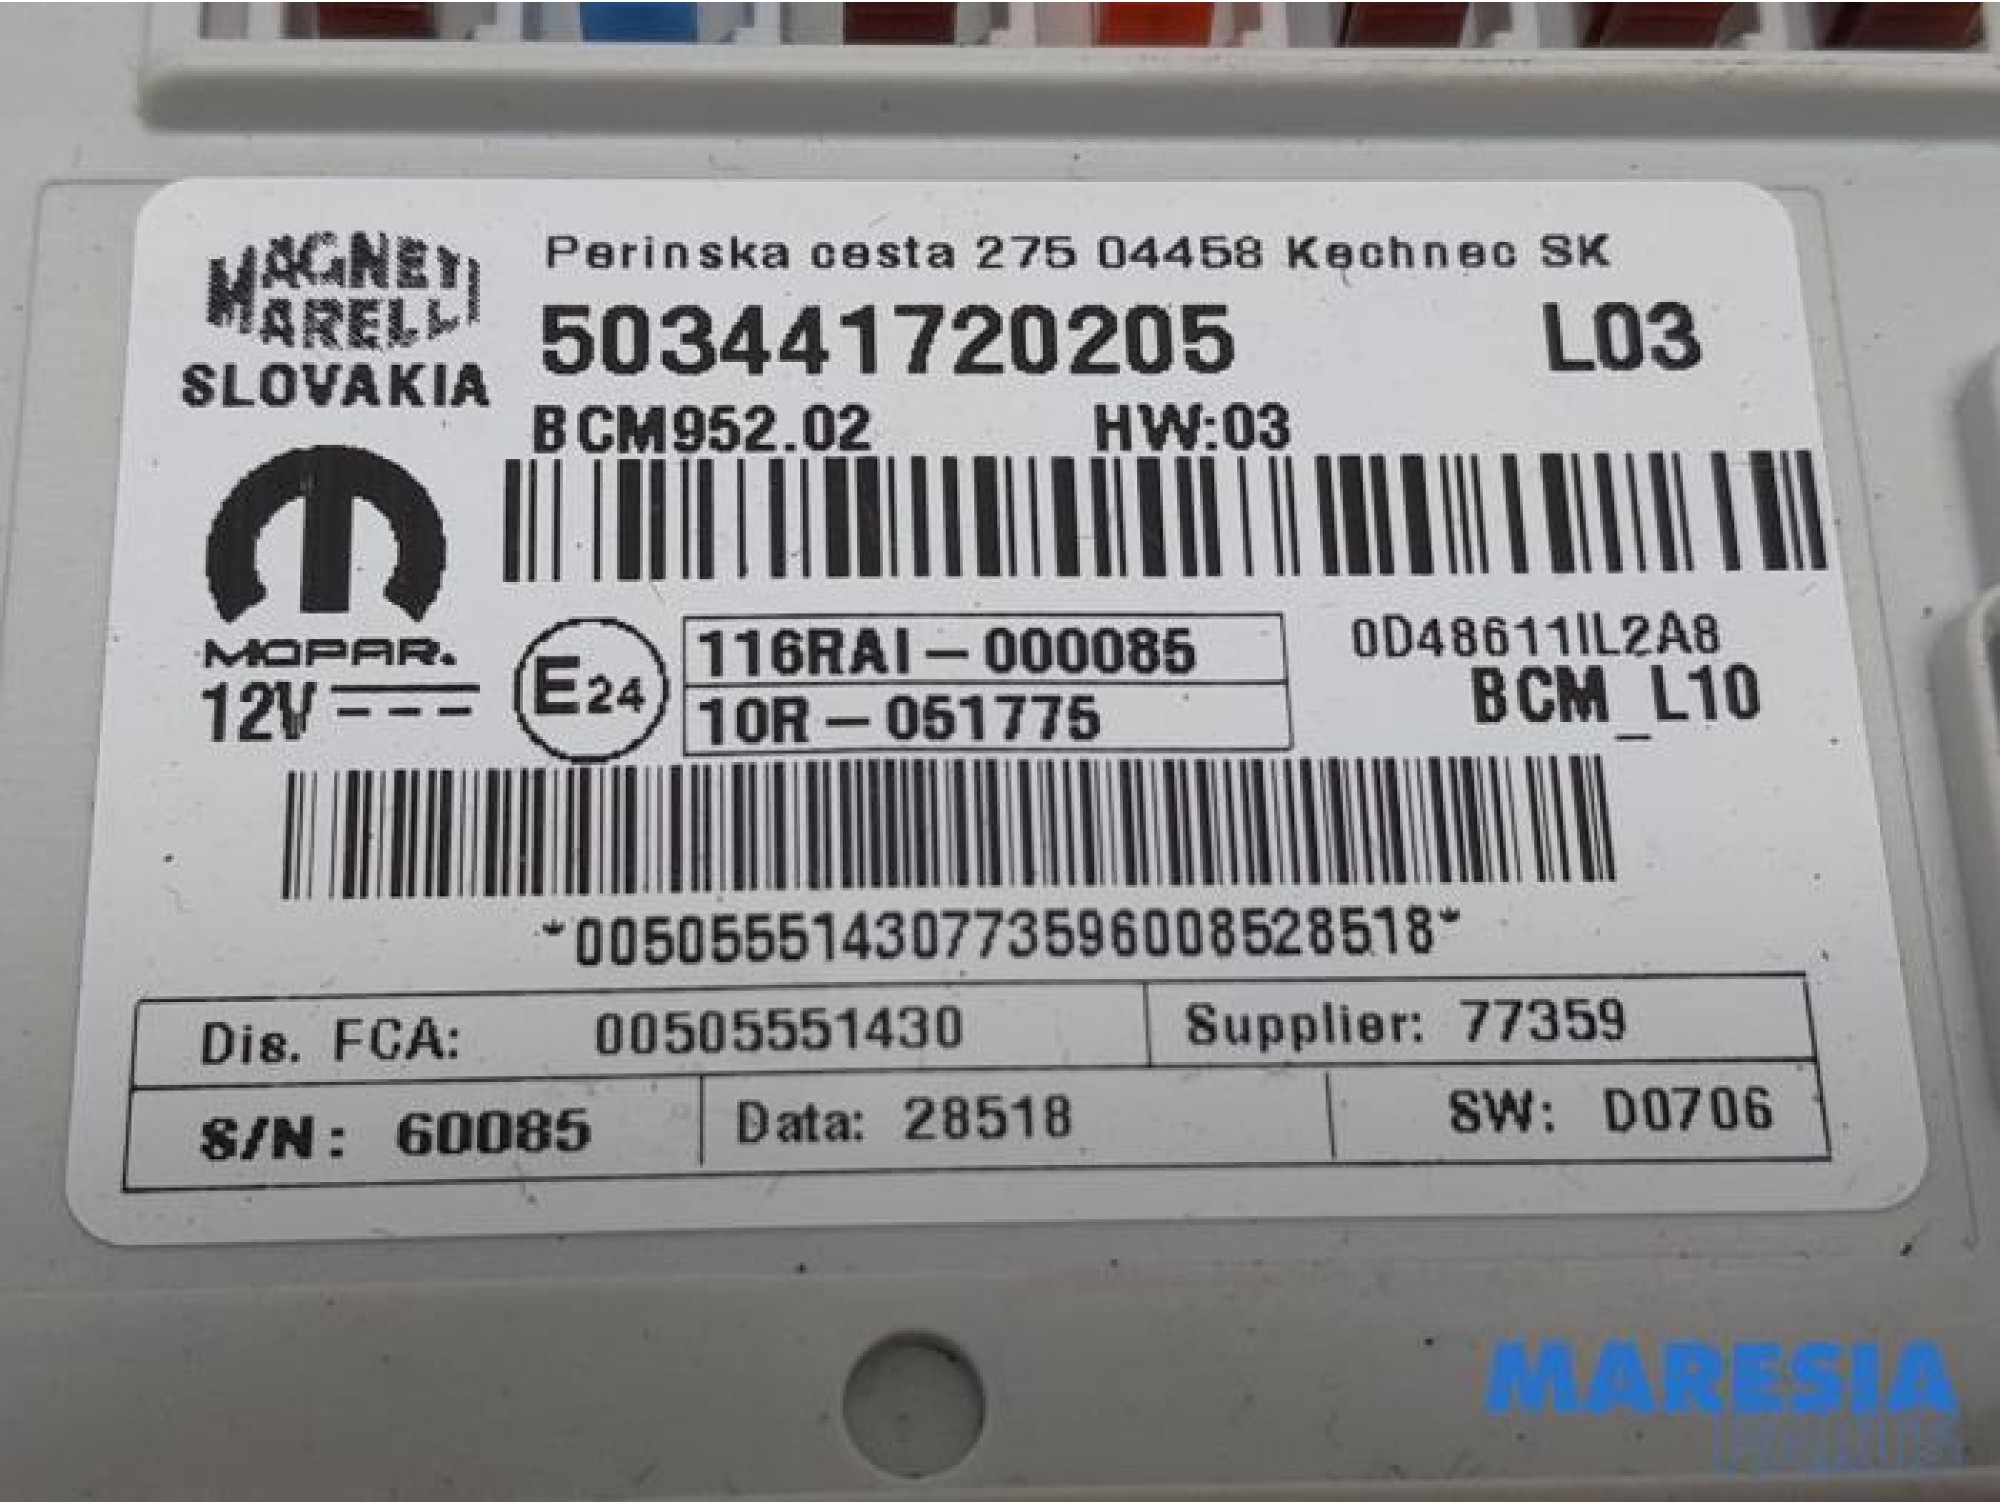 MAGNETI
MARELLI
SLOVAKIA
Perinska cesta 275 04458 Kechnec SK
503441720205 L03
BCM952.02 HW:03
MOPAR.
12V
E24
116RAI-000085
10R-051775
0D48611IL2A8
BCM_L10
*00505551430773596008528518*
Dis. FCA: 00505551430 Supplier: 77359
S/N: 60085 Data: 28518 SW: D0706
MARESIA
PARTS